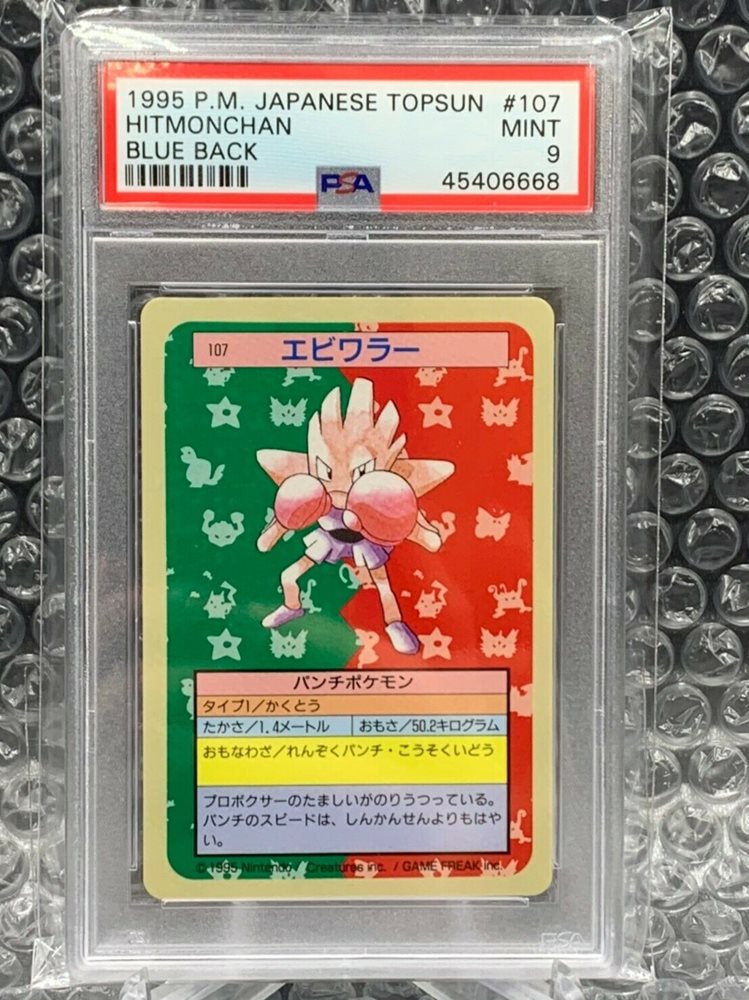 1995 P.M. JAPANESE TOPSUN #107
HITMONCHAN MINT
BLUE BACK 9
PSA 45406668
107 エビワラー
パンチポケモン
タイプ1/かくとう
たかさ/1.4メートル おもさ/50.2キログラム
おもなわざ/れんぞくパンチ・こうそくいどう
プロボクサーのたましいがのりうつっている。
パンチのスピードは、しんかんせんよりもはや
い。
©1995 Nintendo / Creatures inc. / GAME FREAK inc.
PSA